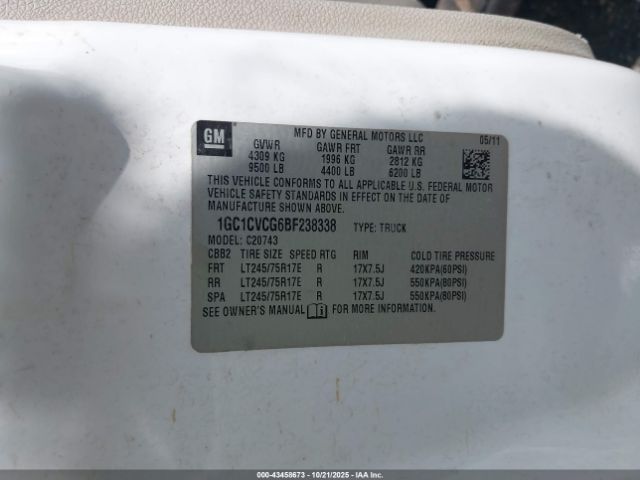 GM
MFD BY GENERAL MOTORS LLC
05/11
GVWR GAWR FRT GAWR RR
4309 KG 1996 KG 2812 KG
9500 LB 4400 LB 6200 LB
THIS VEHICLE CONFORMS TO ALL APPLICABLE U.S. FEDERAL MOTOR
VEHICLE SAFETY STANDARDS IN EFFECT ON THE DATE OF
MANUFACTURE SHOWN ABOVE.
1GC1CVCG6BF238338 TYPE: TRUCK
MODEL: C20743
CBB2 TIRE SIZE SPEED RTG RIM COLD TIRE PRESSURE
FRT LT245/75R17E R 17X7.5J 420KPA(60PSI)
RR LT245/75R17E R 17X7.5J 550KPA(80PSI)
SPA LT245/75R17E R 17X7.5J 550KPA(80PSI)
SEE OWNER'S MANUAL FOR MORE INFORMATION.
000-43458673 - 10/21/2025 - IAAI.com